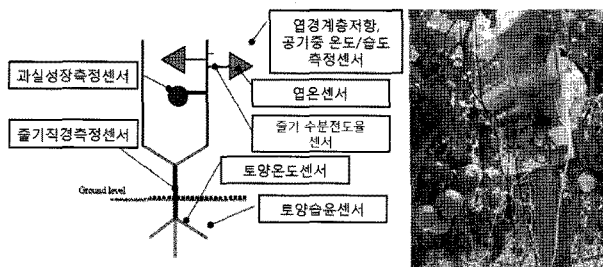 엽경계층저항,
공기중 온도/습도
측정센서
과실성장측정센서
엽온센서
줄기 수분전도율
센서
줄기직경측정센서
토양온도센서
Ground level
토양습윤센서